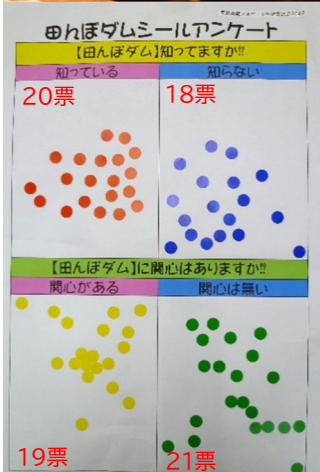 田んぼダムシールアンケート
【田んぼダム】知ってますか!!
知っている
知らない
20票
18票
【田んぼダム】に関心はありますか!!
関心がある
関心は無い
19票
21票